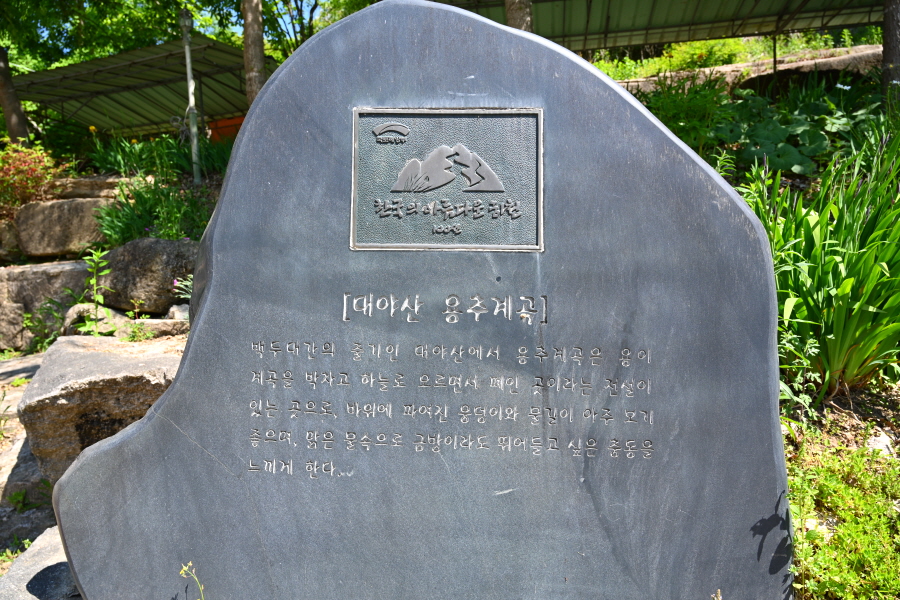 한국의아름다운하천
100선
[대야산 용추계곡]
백두대간의 줄기인 대야산에서 용추계곡은 용이
계곡을 박차고 하늘로 오르면서 패인 곳이라는 전설이
있는 곳으로, 바위에 파여진 웅덩이와 물길이 아주 보기
좋으며, 맑은 물속으로 금방이라도 뛰어들고 싶은 충동을
느끼게 한다...